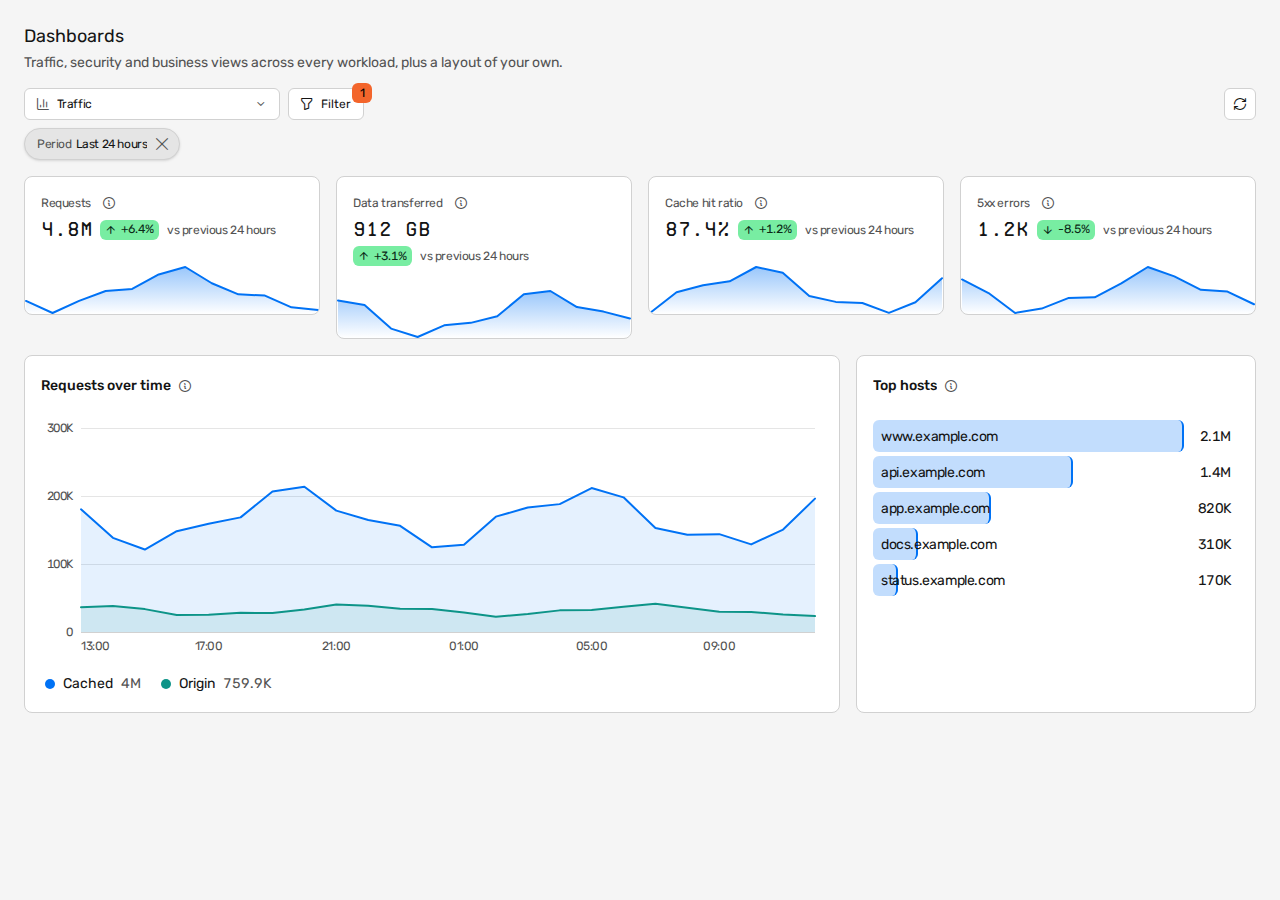 Dashboards
Traffic, security and business views across every workload, plus a layout of your own.
Traffic
Filter
1
Period Last 24 hours
Requests
4.8M +6.4% vs previous 24 hours
Data transferred
912 GB
+3.1% vs previous 24 hours
Cache hit ratio
87.4% +1.2% vs previous 24 hours
5xx errors
1.2K -8.5% vs previous 24 hours
Requests over time
300K
200K
100K
0
13:00 17:00 21:00 01:00 05:00 09:00
Cached 4M Origin 759.9K
Top hosts
www.example.com 2.1M
api.example.com 1.4M
app.example.com 820K
docs.example.com 310K
status.example.com 170K